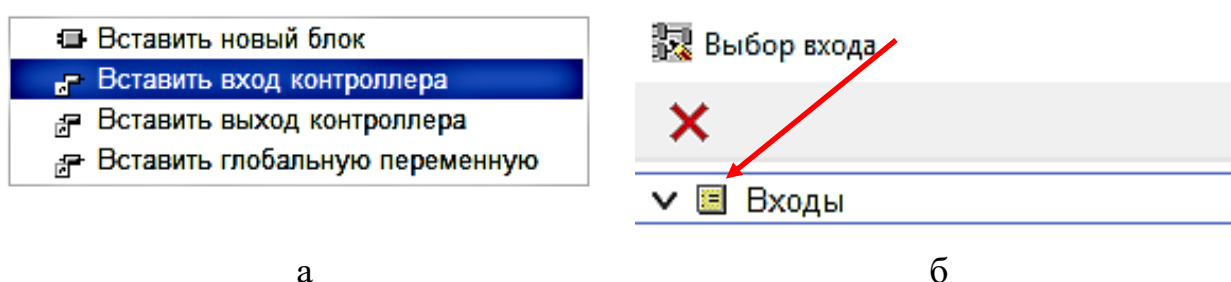 Вставить новый блок
Вставить вход контроллера
Вставить выход контроллера
Вставить глобальную переменную
Выбор входа
Входы
а
б